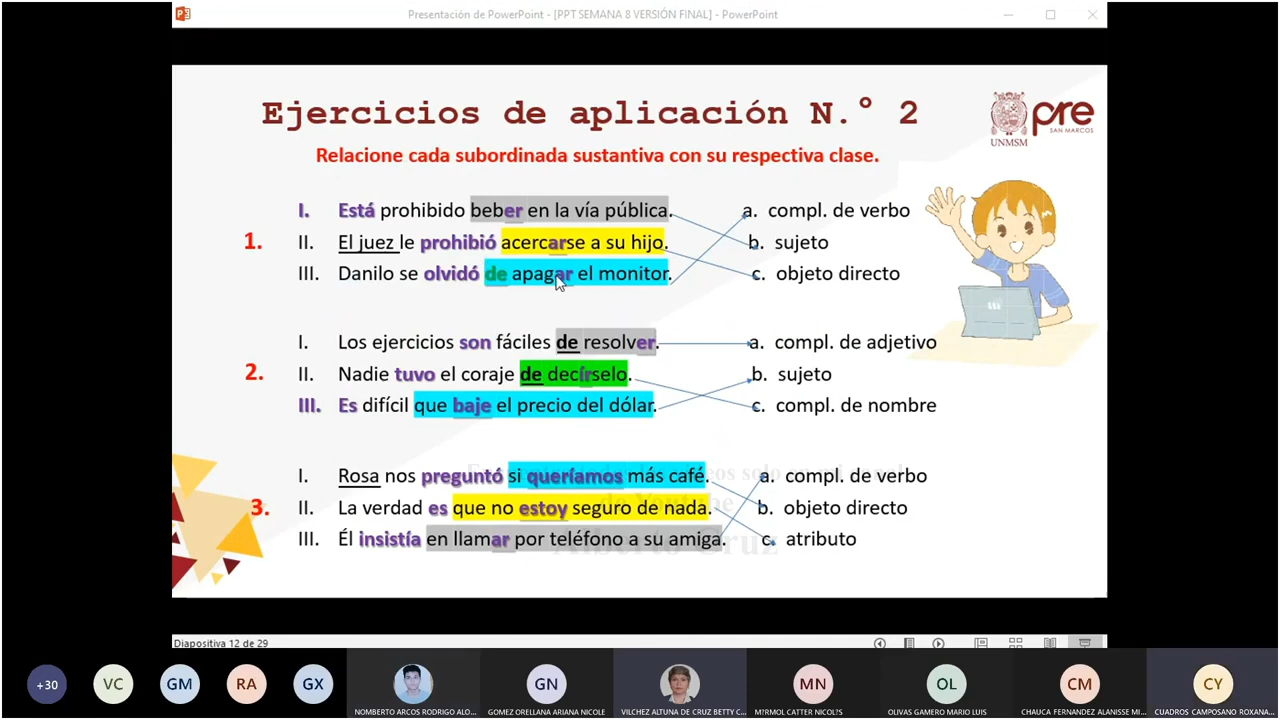 Presentación de PowerPoint - [PPT SEMANA 8 VERSIÓN FINAL] - PowerPoint
Ejercicios de aplicación N.° 2
UNMSM
pre
SAN MARCOS
Relacione cada subordinada sustantiva con su respectiva clase.
1.
I. Está prohibido beber en la vía pública. a. compl. de verbo
II. El juez le prohibió acercarse a su hijo. b. sujeto
III. Danilo se olvidó de apagar el monitor. c. objeto directo
2.
I. Los ejercicios son fáciles de resolver. a. compl. de adjetivo
II. Nadie tuvo el coraje de decírselo. b. sujeto
III. Es difícil que baje el precio del dólar. c. compl. de nombre
3.
I. Rosa nos preguntó si queríamos más café. a. compl. de verbo
II. La verdad es que no estoy seguro de nada. b. objeto directo
III. Él insistía en llamar por teléfono a su amiga. c. atributo
de Youtube
Alberto Cruz
Diapositiva 12 de 29
+30 VC GM RA GX GN MN OL CM CY
NOMBERTO ARCOS RODRIGO ALO...
GOMEZ ORELLANA ARIANA NICOLE
VILCHEZ ALTUNA DE CRUZ BETTY C...
M?RMOL CATTER NICOL?S
OLIVAS GAMERO MARIO LUIS
CHAUCA FERNANDEZ ALANISSE MI...
CUADROS CAMPOSANO ROXANA...